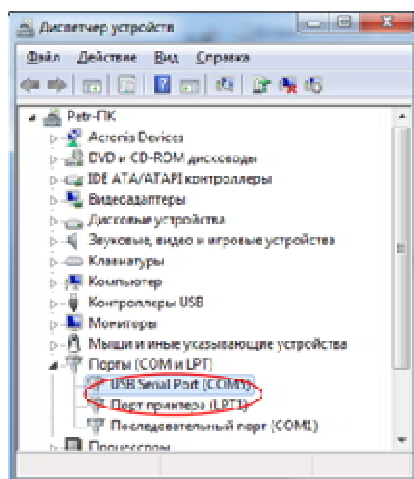 Диспетчер устройств
Файл Действие Вид Справка
Petr-ПК
Acronis Devices
DVD и CD-ROM дисководы
IDE ATA/ATAPI контроллеры
Видеоадаптеры
Дисковые устройства
Звуковые, видео и игровые устройства
Клавиатуры
Компьютер
Контроллеры USB
Мониторы
Мыши и иные указывающие устройства
Порты (COM и LPT)
USB Serial Port (COM3)
Порт принтера (LPT1)
Последовательный порт (COM1)
Процессоры